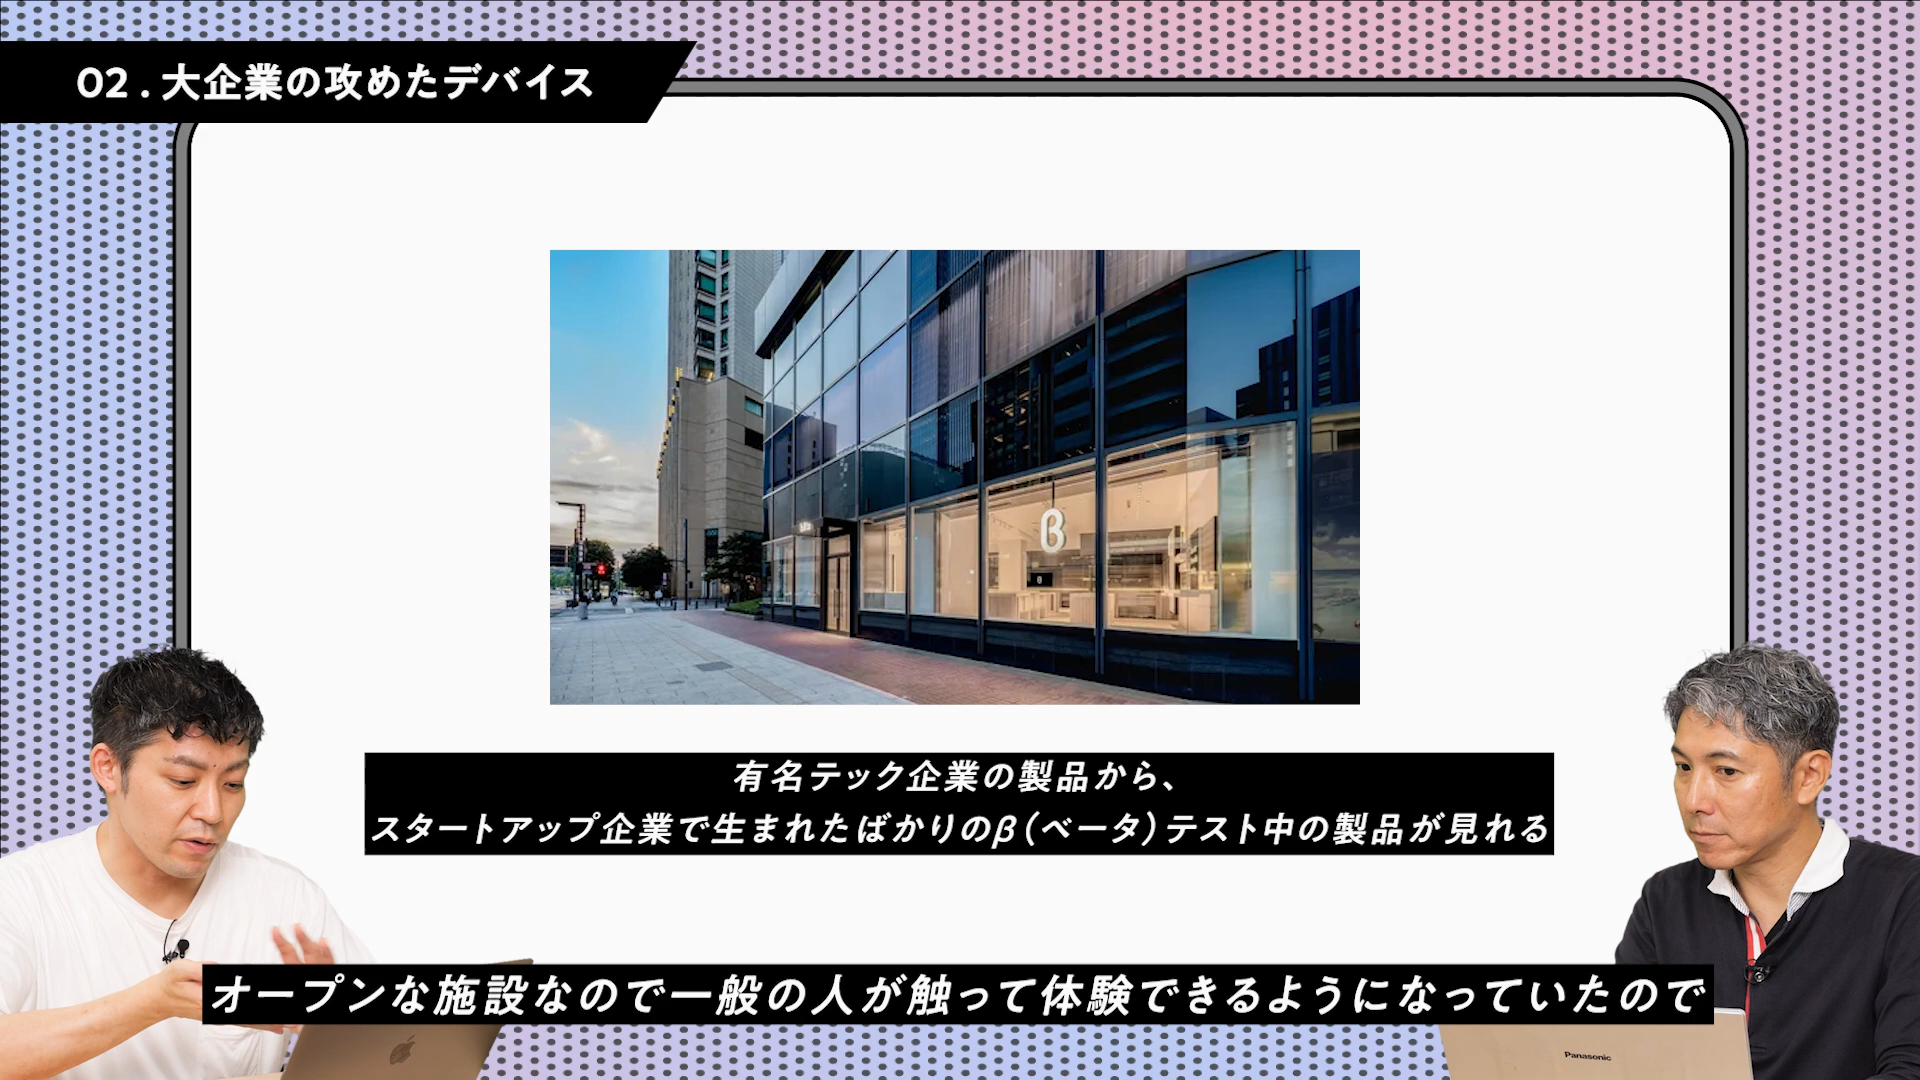 02.大企業の攻めたデバイス
β
有名テック企業の製品から、
スタートアップ企業で生まれたばかりのβ(ベータ)テスト中の製品が見れる
オープンな施設なので一般の人が触って体験できるようになっていたので
Panasonic